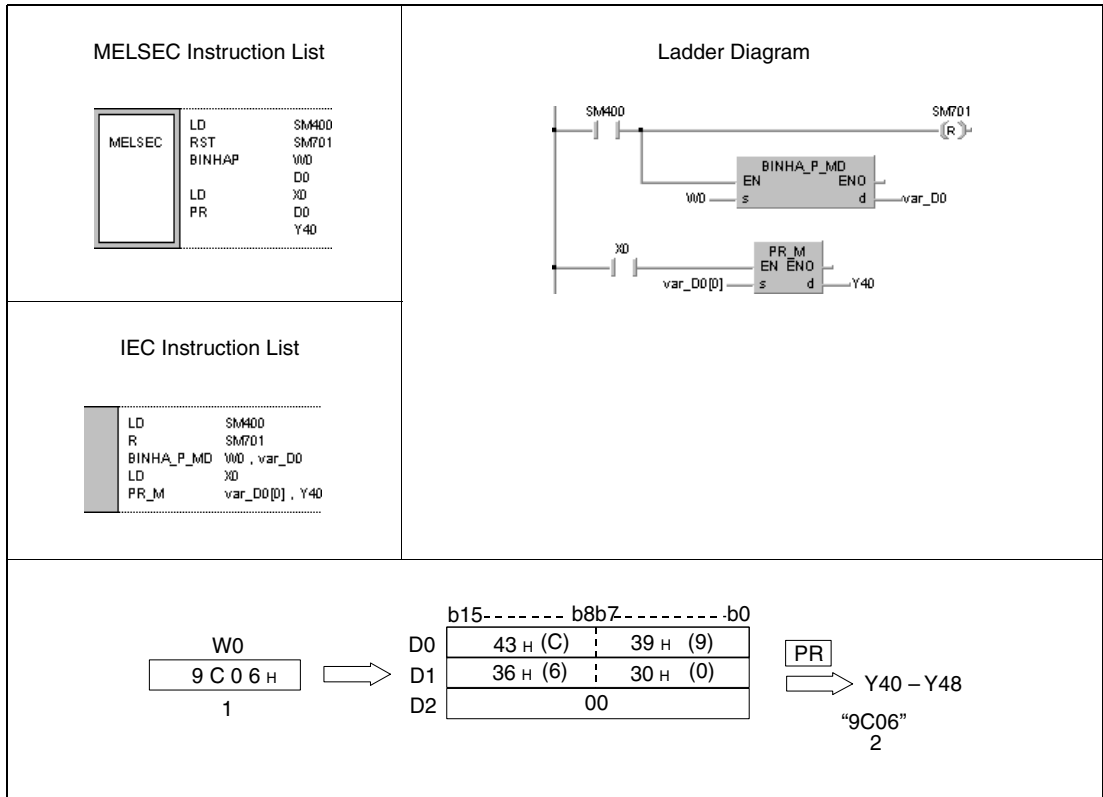 MELSEC Instruction List
MELSEC
LD SM400
RST SM701
BINHAP W0
D0
LD X0
PR D0
Y40
Ladder Diagram
SM400 SM701
(R)
BINHA_P_MD
EN ENO
W0 s d var_D0
X0
PR_M
EN ENO
var_D0[0] s d Y40
IEC Instruction List
LD SM400
R SM701
BINHA_P_MD W0 , var_D0
LD X0
PR_M var_D0[0] , Y40
b15------- b8b7--------b0
W0
9 C 0 6 H
1
D0 43 H (C) 39 H (9)
D1 36 H (6) 30 H (0)
D2 00
PR
Y40 – Y48
“9C06”
2